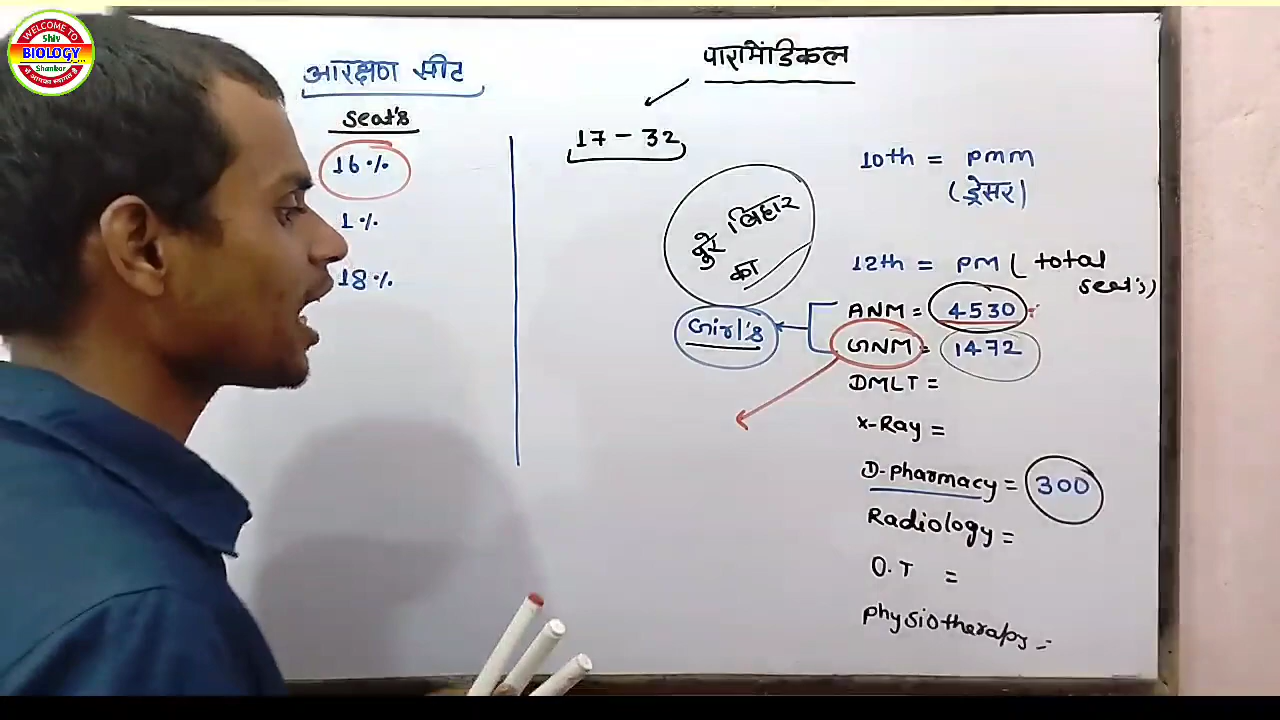 WELCOME TO
Shiv
BIOLOGY
Shankar
आरक्षण सीट
Seat's
16%
1%
18%
पारामेडिकल
17 - 32
पुरे बिहार
का
Girl's
10th = PMM
(ड्रेसर)
12th = PM (total
seat's)
ANM = 4530
GNM = 1472
DMLT =
X-Ray =
D-pharmacy = 300
Radiology =
O.T =
physiotherapy =